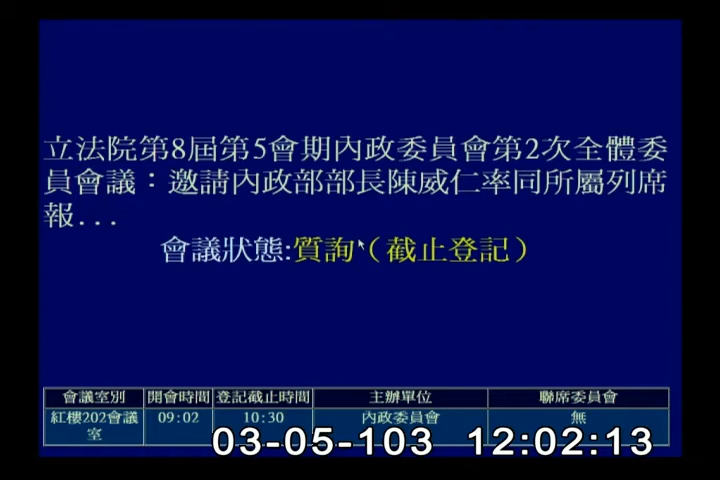 立法院第8屆第5會期內政委員會第2次全體委
員會議：邀請內政部部長陳威仁率同所屬列席
報...
會議狀態:質詢（截止登記）
會議室別 開會時間 登記截止時間 主辦單位 聯席委員會
紅樓202會議 09:02 10:30 內政委員會 無
室
03-05-103 12:02:13